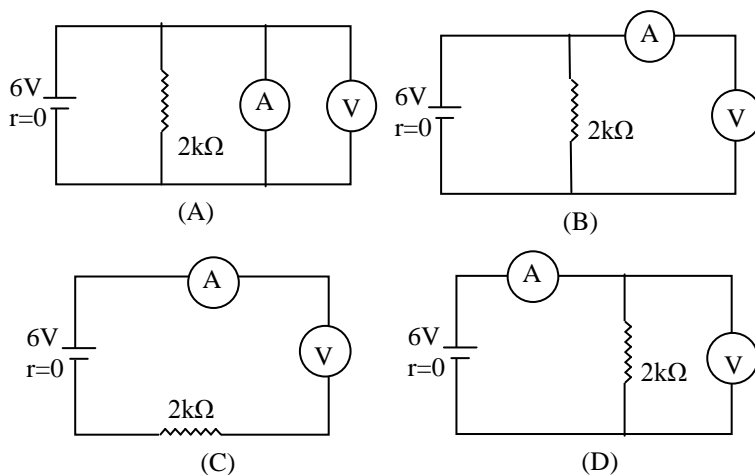 6V
r=0
2kΩ
A
V
(A)
6V
r=0
2kΩ
A
V
(B)
6V
r=0
A
V
2kΩ
(C)
6V
r=0
A
2kΩ
V
(D)